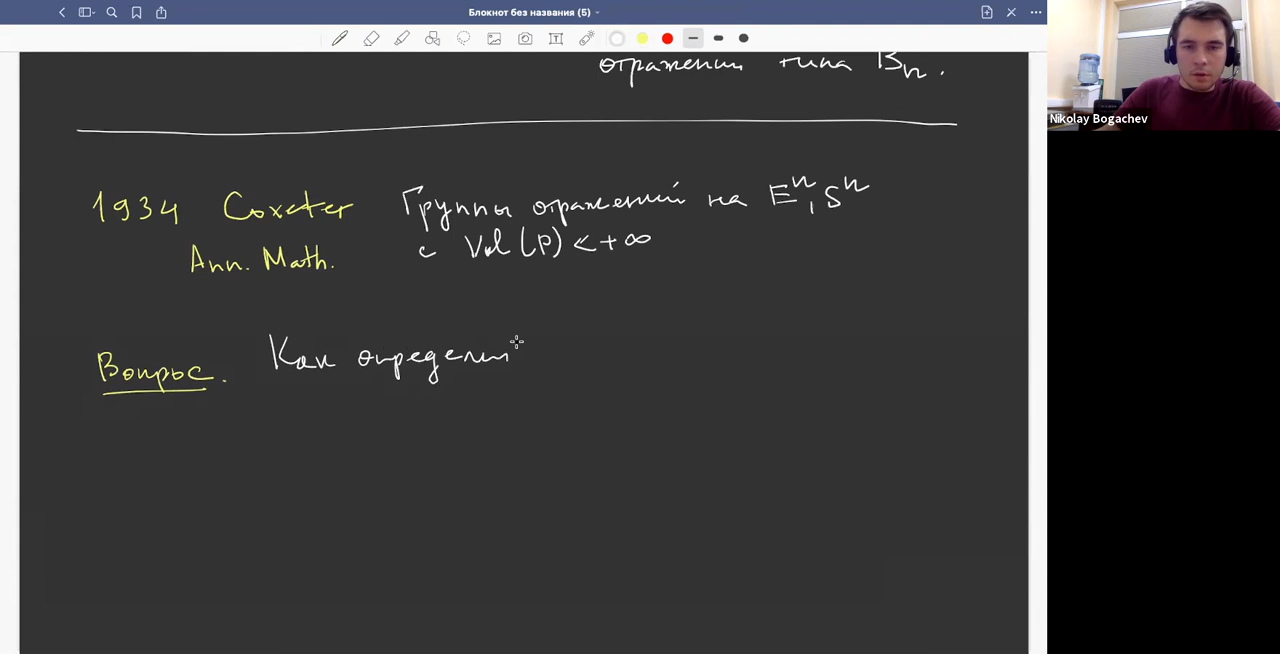 Блокнот без названия (5)
Nikolay Bogachev
отражений типа Bₙ.
1934 Coxeter Группы отражений на Eⁿ, Sⁿ
Ann. Math. с Vol(P) < +∞
Вопрос. Как определит